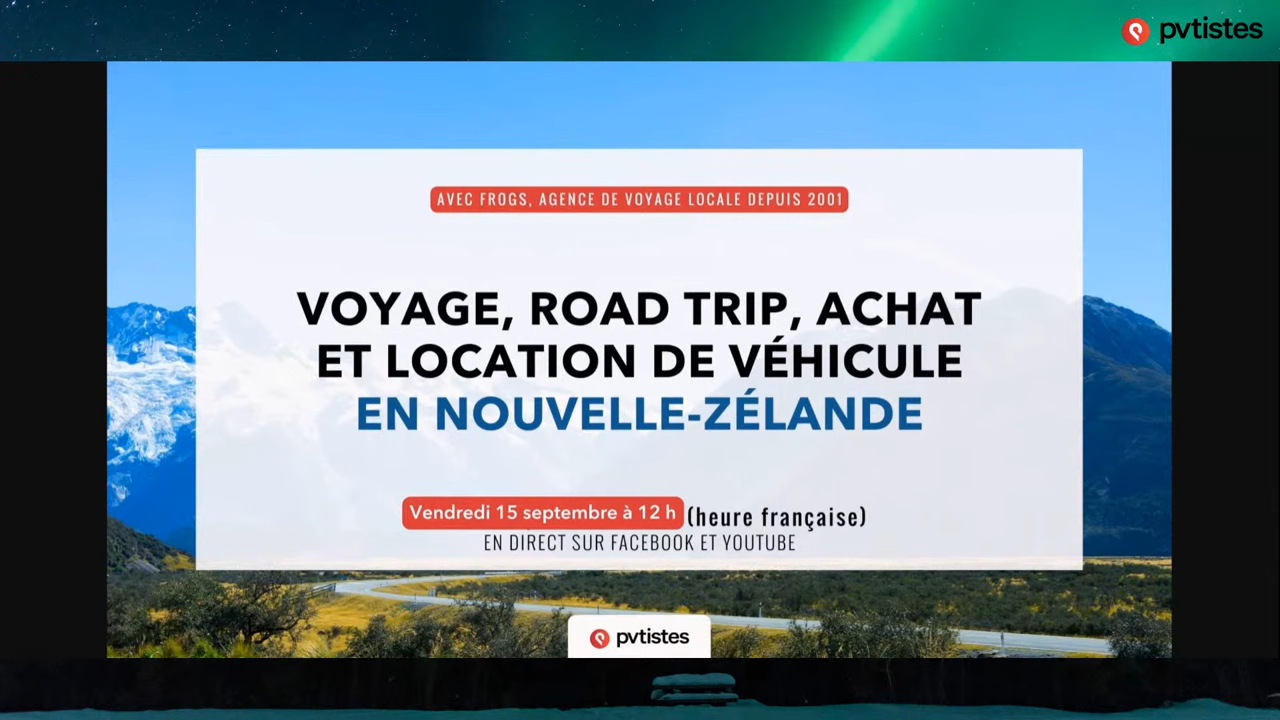 pvtistes
AVEC FROGS, AGENCE DE VOYAGE LOCALE DEPUIS 2001
VOYAGE, ROAD TRIP, ACHAT
ET LOCATION DE VÉHICULE
EN NOUVELLE-ZÉLANDE
Vendredi 15 septembre à 12 h (heure française)
EN DIRECT SUR FACEBOOK ET YOUTUBE
pvtistes